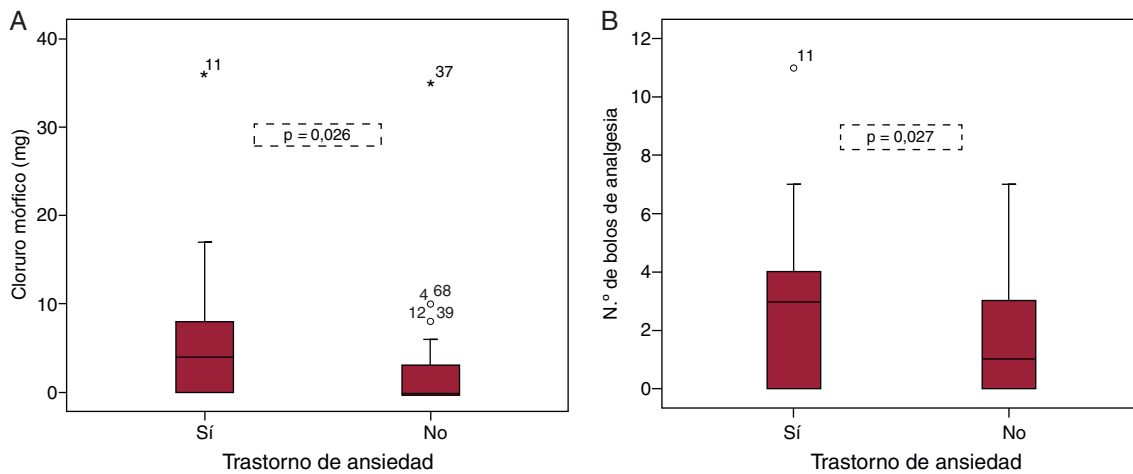 A
Cloruro mórfico (mg)
40
30
20
10
0
*11
*37
p = 0,026
4 68
12 39
Sí
No
Trastorno de ansiedad
B
N.º de bolos de analgesia
12
10
8
6
4
2
0
11
p = 0,027
Sí
No
Trastorno de ansiedad